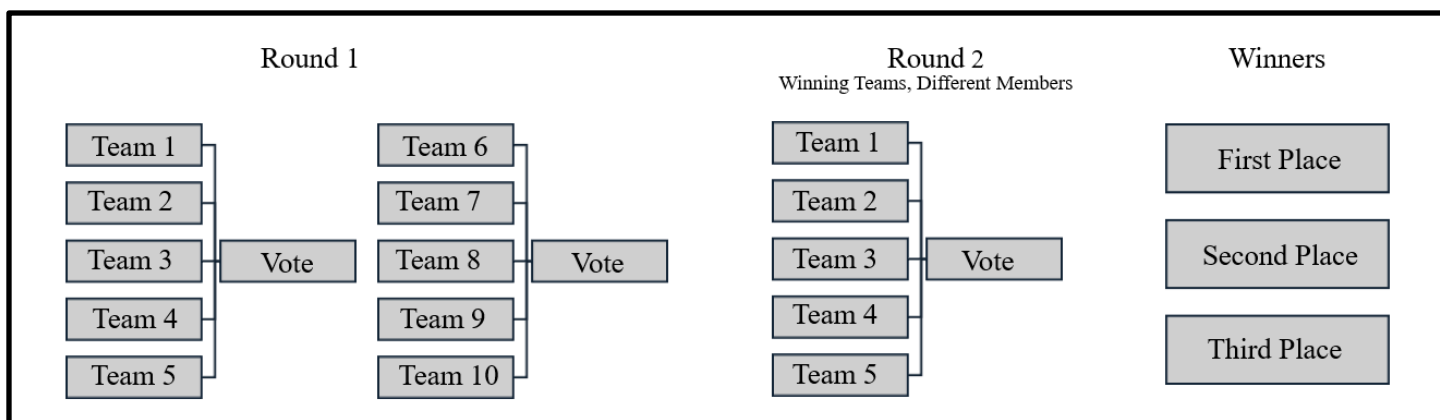 Round 1
Team 1
Team 2
Team 3
Team 4
Team 5
Vote
Team 6
Team 7
Team 8
Team 9
Team 10
Vote
Round 2
Winning Teams, Different Members
Team 1
Team 2
Team 3
Team 4
Team 5
Vote
Winners
First Place
Second Place
Third Place